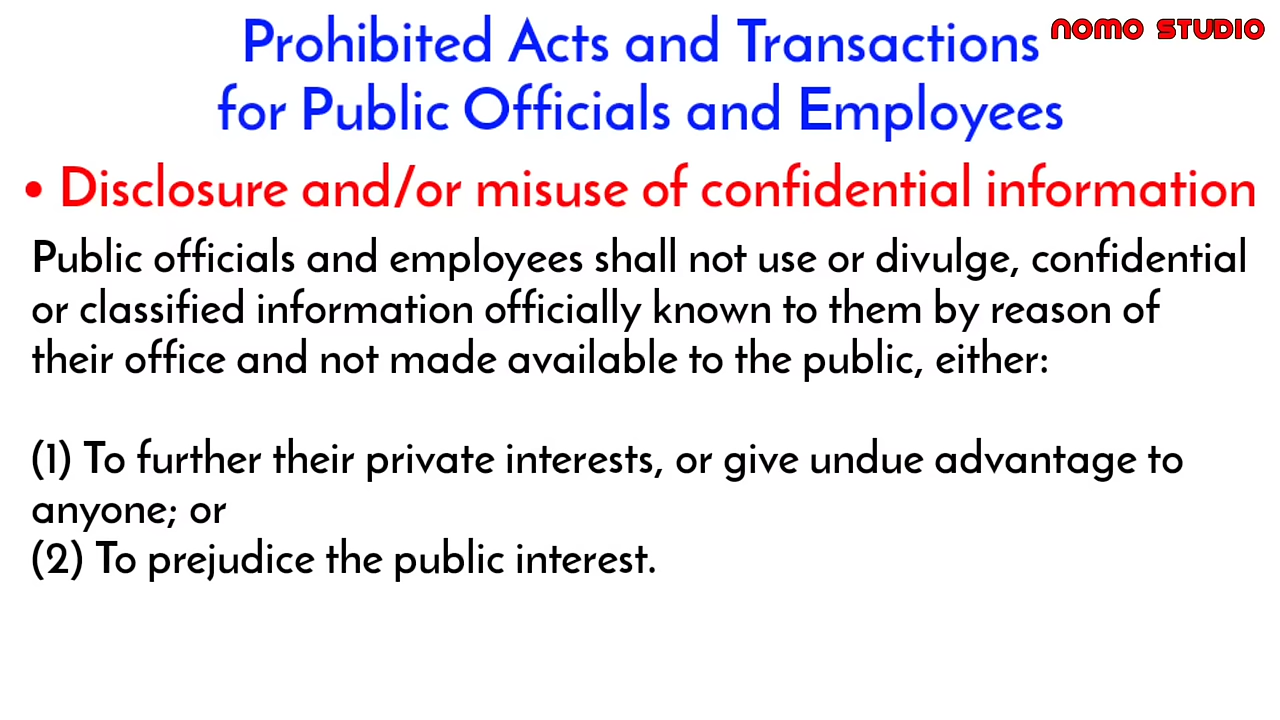 Prohibited Acts and Transactions
NOMO STUDIO
for Public Officials and Employees
• Disclosure and/or misuse of confidential information
Public officials and employees shall not use or divulge, confidential
or classified information officially known to them by reason of
their office and not made available to the public, either:
(1) To further their private interests, or give undue advantage to
anyone; or
(2) To prejudice the public interest.